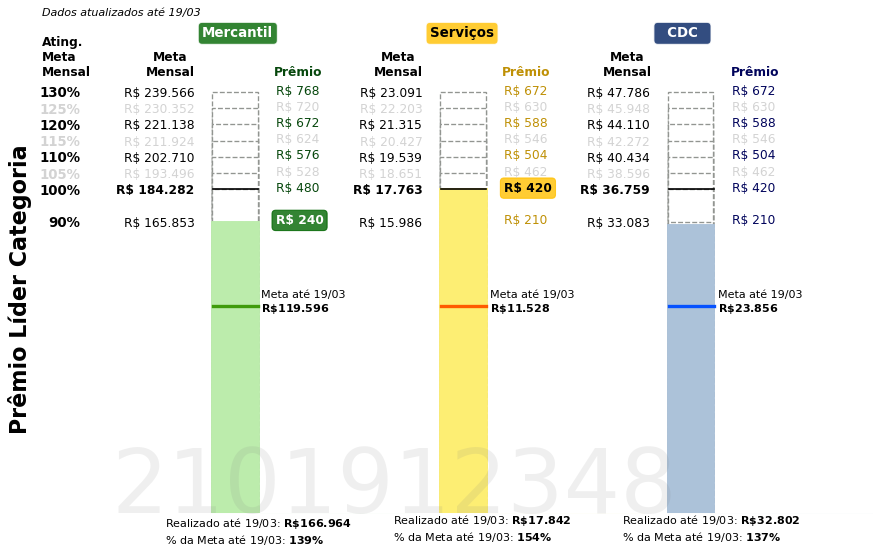 Dados atualizados até 19/03
Mercantil Serviços CDC
Ating.
Meta Meta Meta Meta
Mensal Mensal Prêmio Mensal Prêmio Mensal Prêmio
130% R$ 239.566 R$ 768 R$ 23.091 R$ 672 R$ 47.786 R$ 672
125% R$ 230.352 R$ 720 R$ 22.203 R$ 630 R$ 45.948 R$ 630
120% R$ 221.138 R$ 672 R$ 21.315 R$ 588 R$ 44.110 R$ 588
115% R$ 211.924 R$ 624 R$ 20.427 R$ 546 R$ 42.272 R$ 546
110% R$ 202.710 R$ 576 R$ 19.539 R$ 504 R$ 40.434 R$ 504
105% R$ 193.496 R$ 528 R$ 18.651 R$ 462 R$ 38.596 R$ 462
100% R$ 184.282 R$ 480 R$ 17.763 R$ 420 R$ 36.759 R$ 420
90% R$ 165.853 R$ 240 R$ 15.986 R$ 210 R$ 33.083 R$ 210
Prêmio Líder Categoria
Meta até 19/03 Meta até 19/03 Meta até 19/03
R$119.596 R$11.528 R$23.856
2101912348
Realizado até 19/03: R$166.964 Realizado até 19/03: R$17.842 Realizado até 19/03: R$32.802
% da Meta até 19/03: 139% % da Meta até 19/03: 154% % da Meta até 19/03: 137%